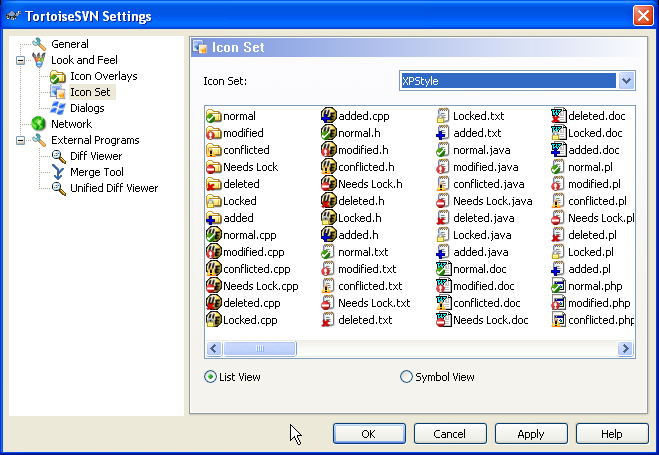 TortoiseSVN Settings
General
Look and Feel
Icon Overlays
Icon Set
Dialogs
Network
External Programs
Diff Viewer
Merge Tool
Unified Diff Viewer
Icon Set
Icon Set:
XPStyle
normal
modified
conflicted
Needs Lock
deleted
Locked
added
normal.cpp
modified.cpp
conflicted.cpp
Needs Lock.cpp
deleted.cpp
Locked.cpp
added.cpp
normal.h
modified.h
conflicted.h
Needs Lock.h
deleted.h
Locked.h
added.h
normal.txt
modified.txt
conflicted.txt
Needs Lock.txt
deleted.txt
Locked.txt
added.txt
normal.java
modified.java
conflicted.java
Needs Lock.java
deleted.java
Locked.java
added.java
normal.doc
modified.doc
conflicted.doc
Needs Lock.doc
deleted.doc
Locked.doc
added.doc
normal.pl
modified.pl
conflicted.pl
Needs Lock.pl
deleted.pl
Locked.pl
added.pl
normal.php
modified.php
conflicted.php
List View
Symbol View
OK
Cancel
Apply
Help